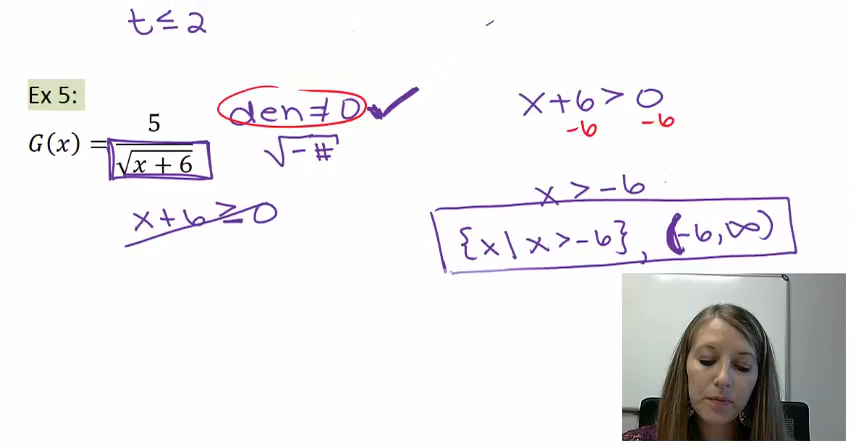 t ≤ 2
Ex 5:
G(x) = 5 / √(x + 6)
den ≠ 0 ✓
√-#
x+6 ≥ 0
x+6 > 0
-6 -6
x > -6
{x | x > -6}, (-6, ∞)